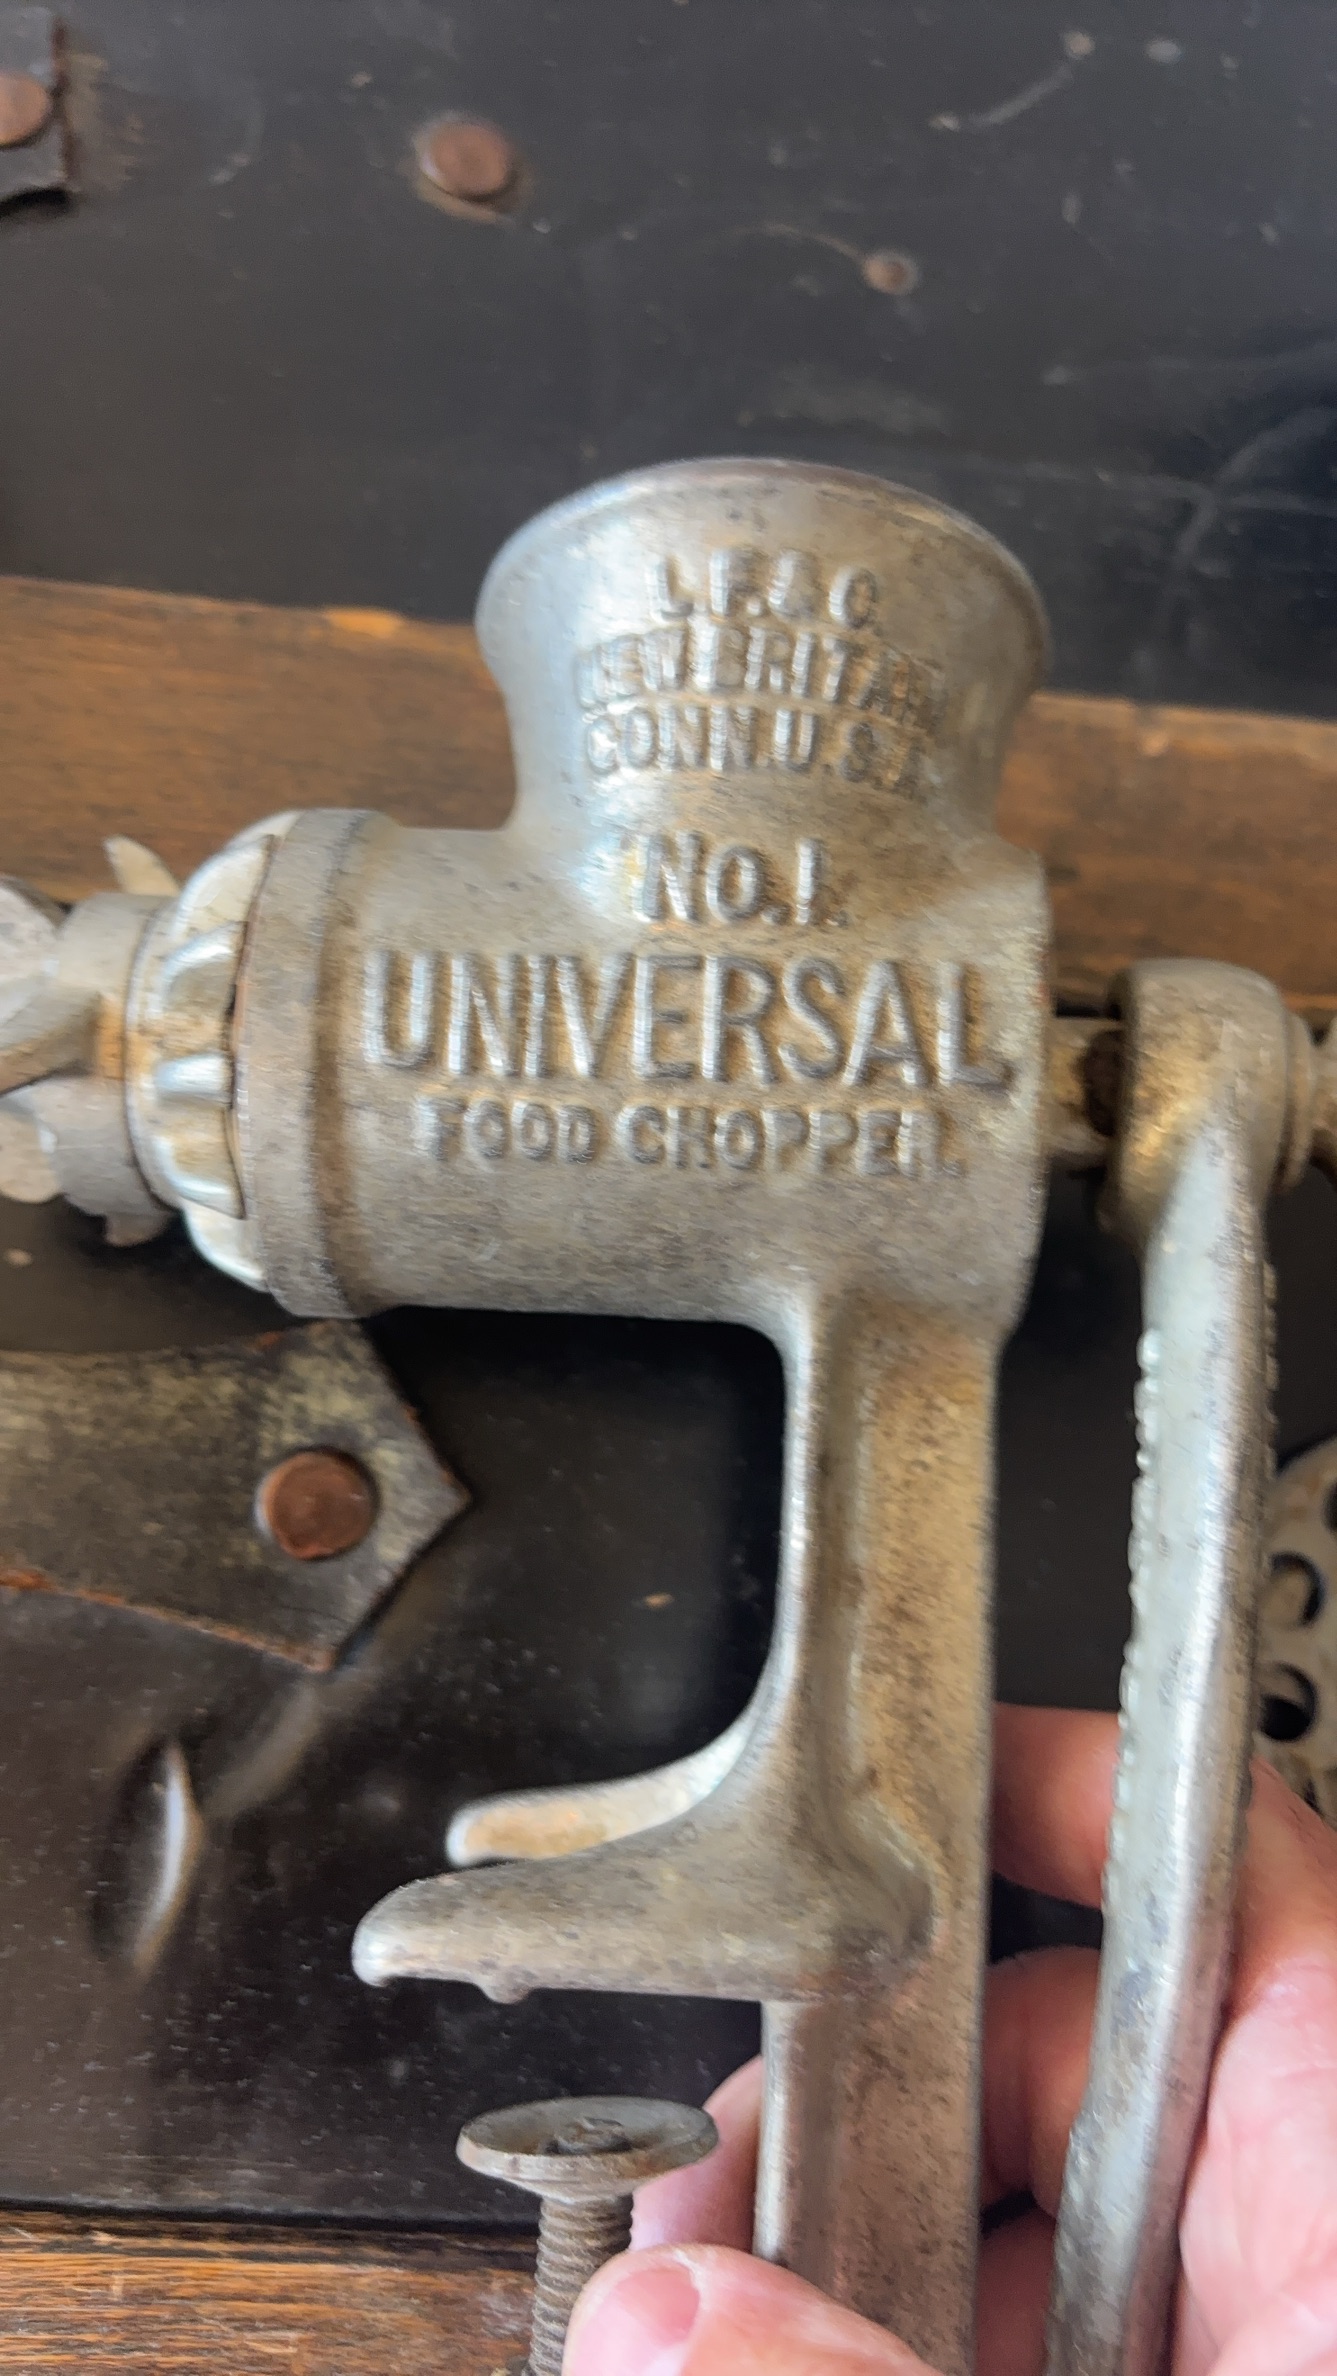 L.F.& C.
NEW BRITAIN
CONN.U.S.A.
No.1.
UNIVERSAL
FOOD CHOPPER.